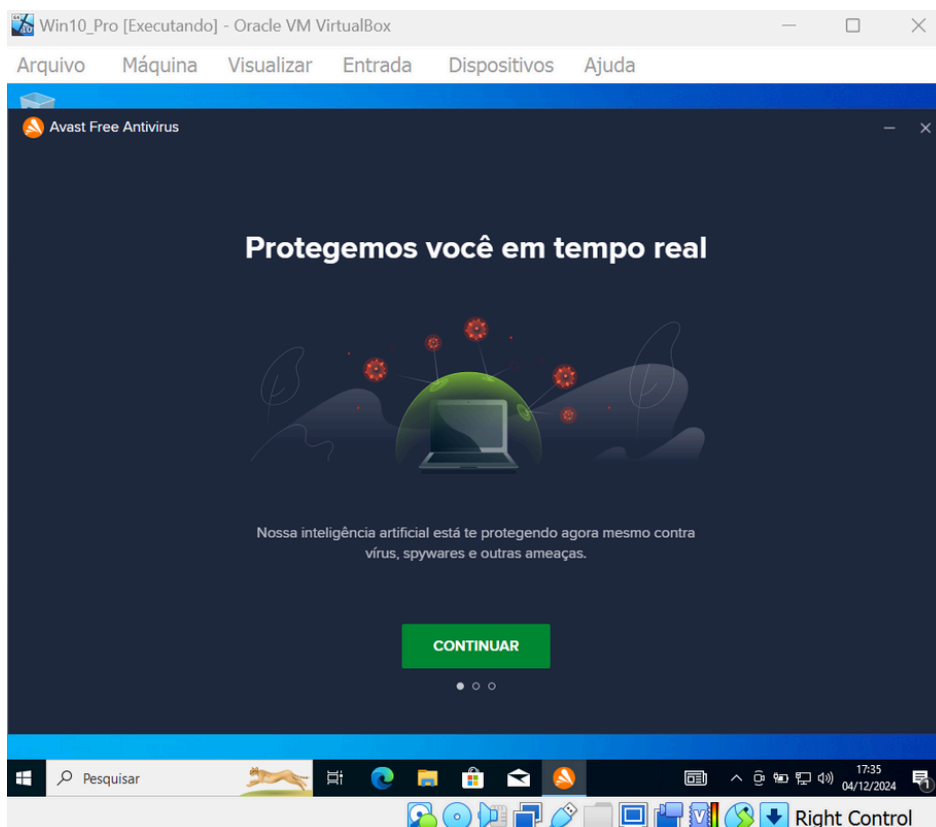 Win10_Pro [Executando] - Oracle VM VirtualBox
Arquivo Máquina Visualizar Entrada Dispositivos Ajuda
Avast Free Antivirus
Protegemos você em tempo real
Nossa inteligência artificial está te protegendo agora mesmo contra
vírus, spywares e outras ameaças.
CONTINUAR
Pesquisar
17:35
04/12/2024
1
Right Control